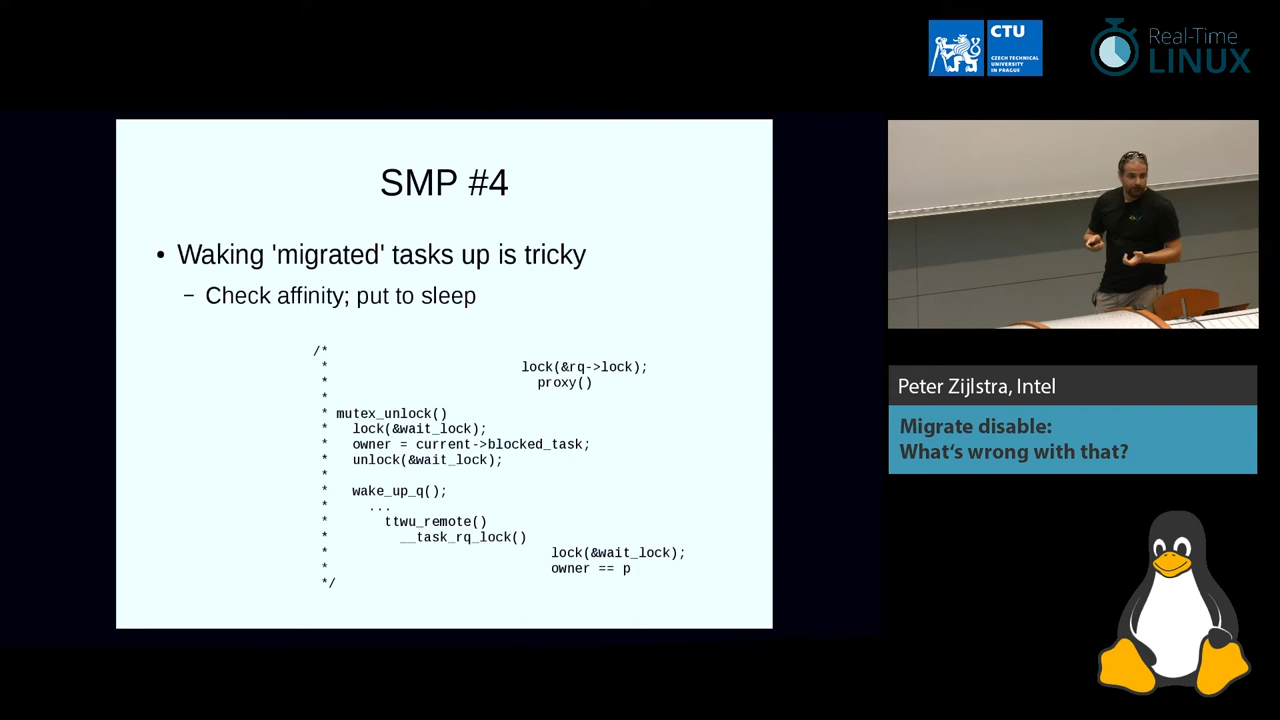 CTU
CZECH TECHNICAL
UNIVERSITY
IN PRAGUE
Real-Time
LINUX
SMP #4
• Waking 'migrated' tasks up is tricky
– Check affinity; put to sleep
/*
* lock(&rq->lock);
* proxy()
*
* mutex_unlock()
* lock(&wait_lock);
* owner = current->blocked_task;
* unlock(&wait_lock);
*
* wake_up_q();
* ...
* ttwu_remote()
* __task_rq_lock()
* lock(&wait_lock);
* owner == p
*/
Peter Zijlstra, Intel
Migrate disable:
What's wrong with that?